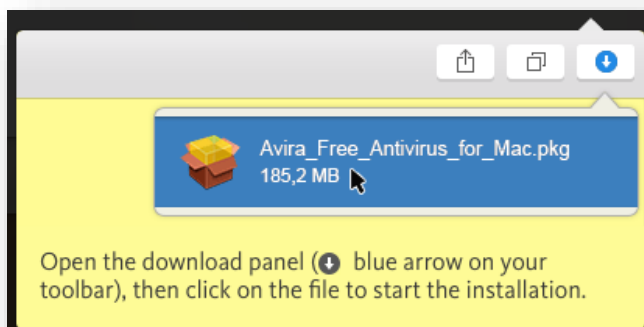 Avira_Free_Antivirus_for_Mac.pkg
185,2 MB
Open the download panel ( blue arrow on your
toolbar), then click on the file to start the installation.